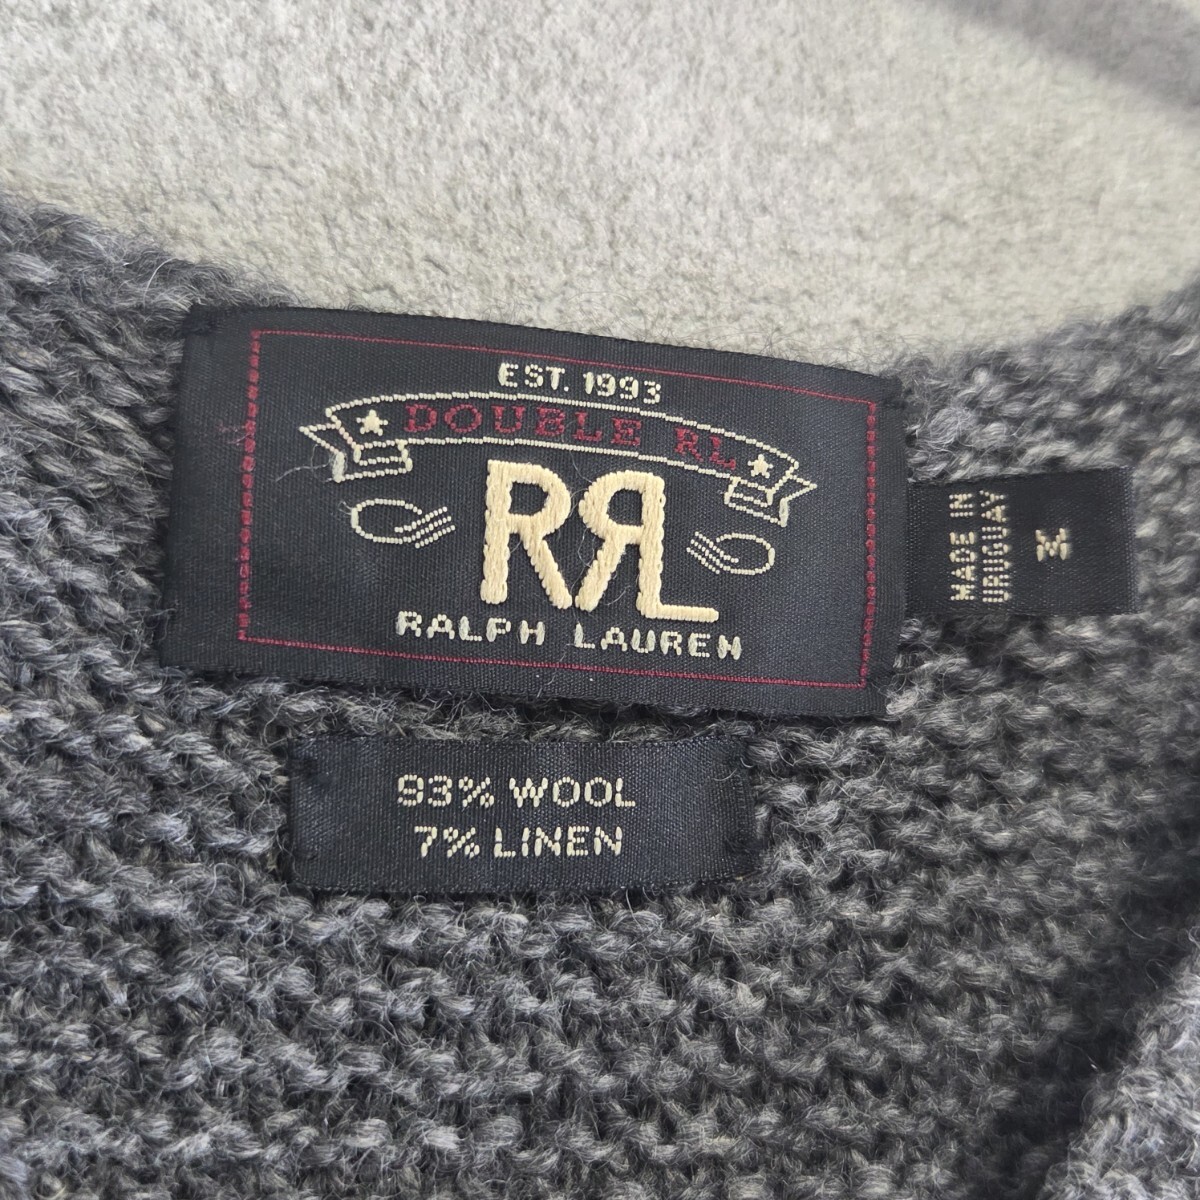 EST. 1993
DOUBLE RL
RRL
RALPH LAUREN
MADE IN
URUGUAY
M
93% WOOL
7% LINEN